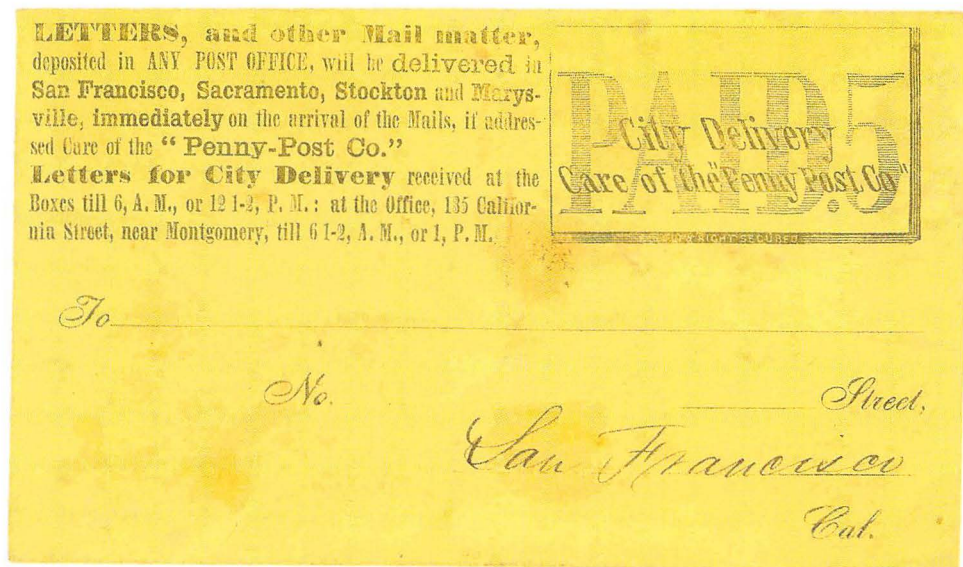 LETTERS, and other Mail matter,
deposited in ANY POST OFFICE, will be delivered in
San Francisco, Sacramento, Stockton and Marys-
ville, immediately on the arrival of the Mails, if addres-
sed Care of the “Penny-Post Co.”
Letters for City Delivery received at the
Boxes till 6, A. M., or 12 1-2, P. M.: at the Office, 135 Califor-
nia Street, near Montgomery, till 6 1-2, A. M., or 1, P. M.
PAID.5
City Delivery
Care of the "Penny Post Co"
COPYRIGHT SECURED
To
No. Street,
San Francisco
Cal.